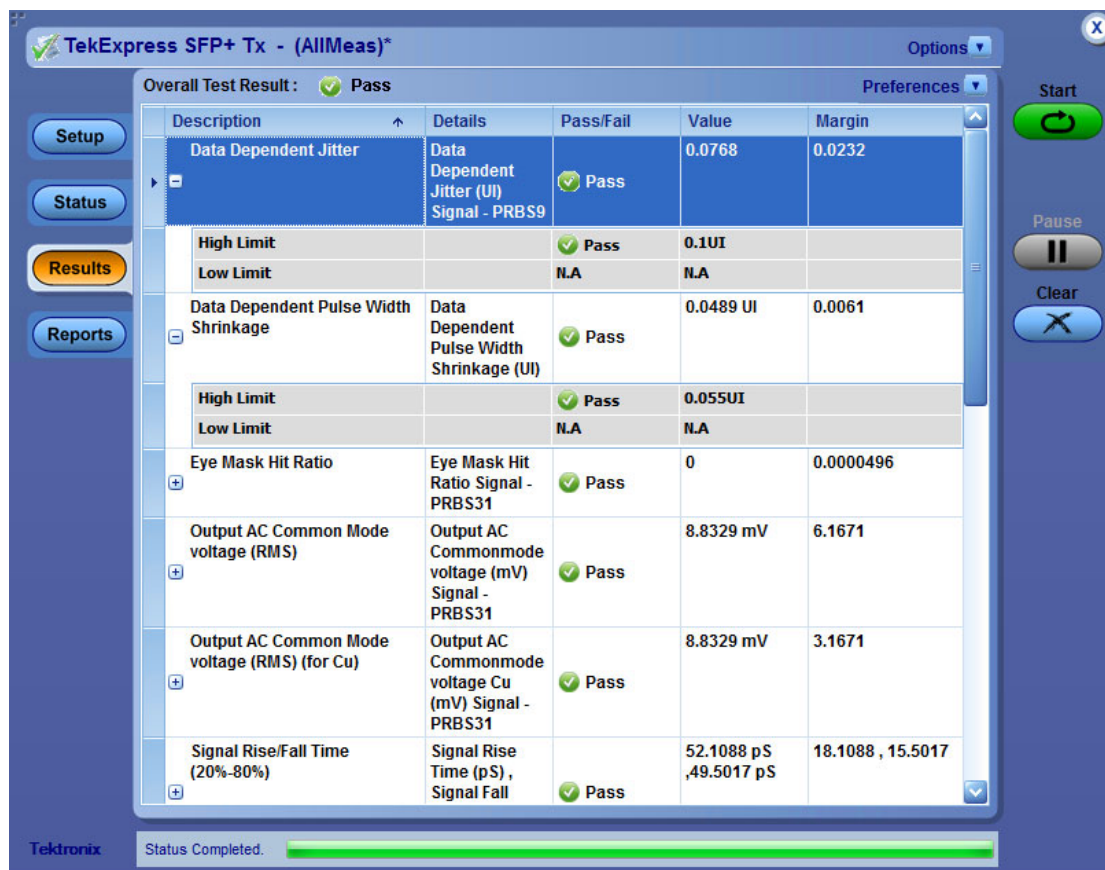 TekExpress SFP+ Tx - (AllMeas)*
Options
X
Overall Test Result : Pass
Preferences
Start
Setup
Status
Results
Reports
Pause
Clear
Description Details Pass/Fail Value Margin
Data Dependent Jitter
Data
Dependent
Jitter (UI)
Signal - PRBS9
Pass
0.0768
0.0232
High Limit Pass 0.1UI
Low Limit N.A N.A
Data Dependent Pulse Width
Shrinkage
Data
Dependent
Pulse Width
Shrinkage (UI)
Pass
0.0489 UI
0.0061
High Limit Pass 0.055UI
Low Limit N.A N.A
Eye Mask Hit Ratio
Eye Mask Hit
Ratio Signal -
PRBS31
Pass
0
0.0000496
Output AC Common Mode
voltage (RMS)
Output AC
Commonmode
voltage (mV)
Signal -
PRBS31
Pass
8.8329 mV
6.1671
Output AC Common Mode
voltage (RMS) (for Cu)
Output AC
Commonmode
voltage Cu
(mV) Signal -
PRBS31
Pass
8.8329 mV
3.1671
Signal Rise/Fall Time
(20%-80%)
Signal Rise
Time (pS) ,
Signal Fall
Pass
52.1088 pS
,49.5017 pS
18.1088 , 15.5017
Tektronix
Status Completed.